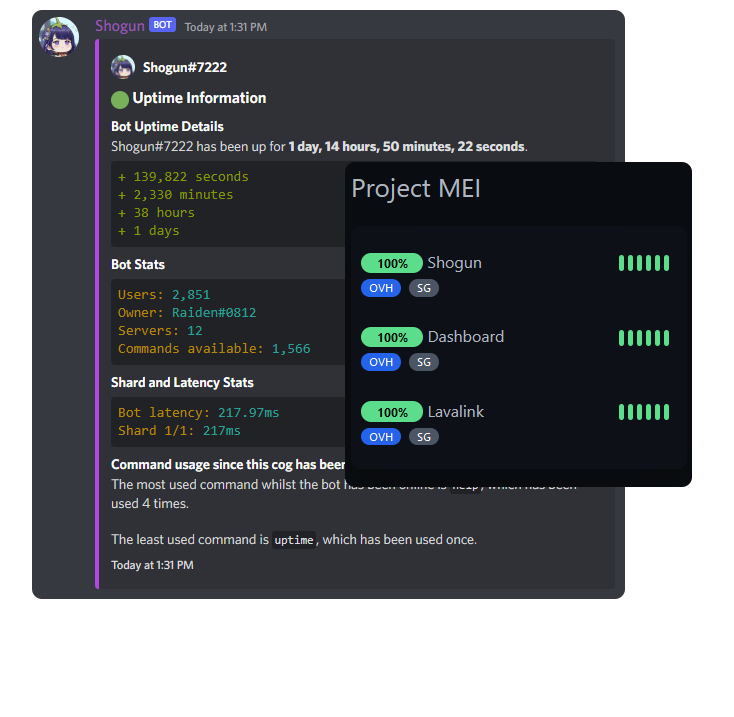 Shogun BOT Today at 1:31 PM
Shogun#7222
Uptime Information
Bot Uptime Details
Shogun#7222 has been up for 1 day, 14 hours, 50 minutes, 22 seconds.
+ 139,822 seconds
+ 2,330 minutes
+ 38 hours
+ 1 days
Bot Stats
Users: 2,851
Owner: Raiden#0812
Servers: 12
Commands available: 1,566
Shard and Latency Stats
Bot latency: 217.97ms
Shard 1/1: 217ms
Command usage since this cog has been
The most used command whilst the bot has been online is help, which has been
used 4 times.
The least used command is uptime, which has been used once.
Today at 1:31 PM
Project MEI
100% Shogun
OVH SG
100% Dashboard
OVH SG
100% Lavalink
OVH SG